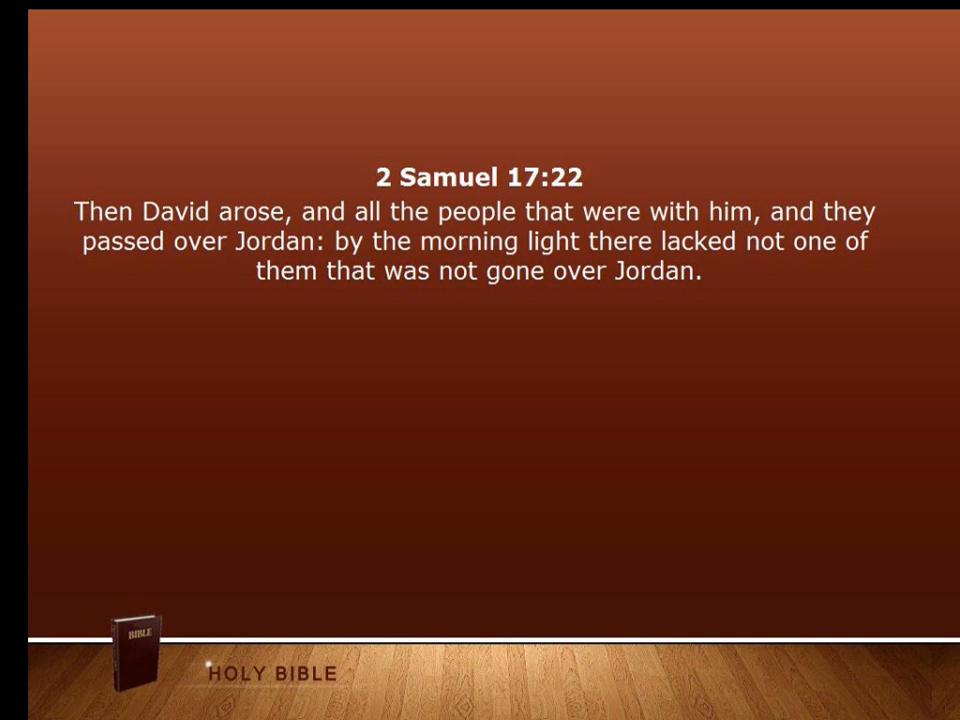 2 Samuel 17:22
Then David arose, and all the people that were with him, and they
passed over Jordan: by the morning light there lacked not one of
them that was not gone over Jordan.
BIBLE
HOLY BIBLE